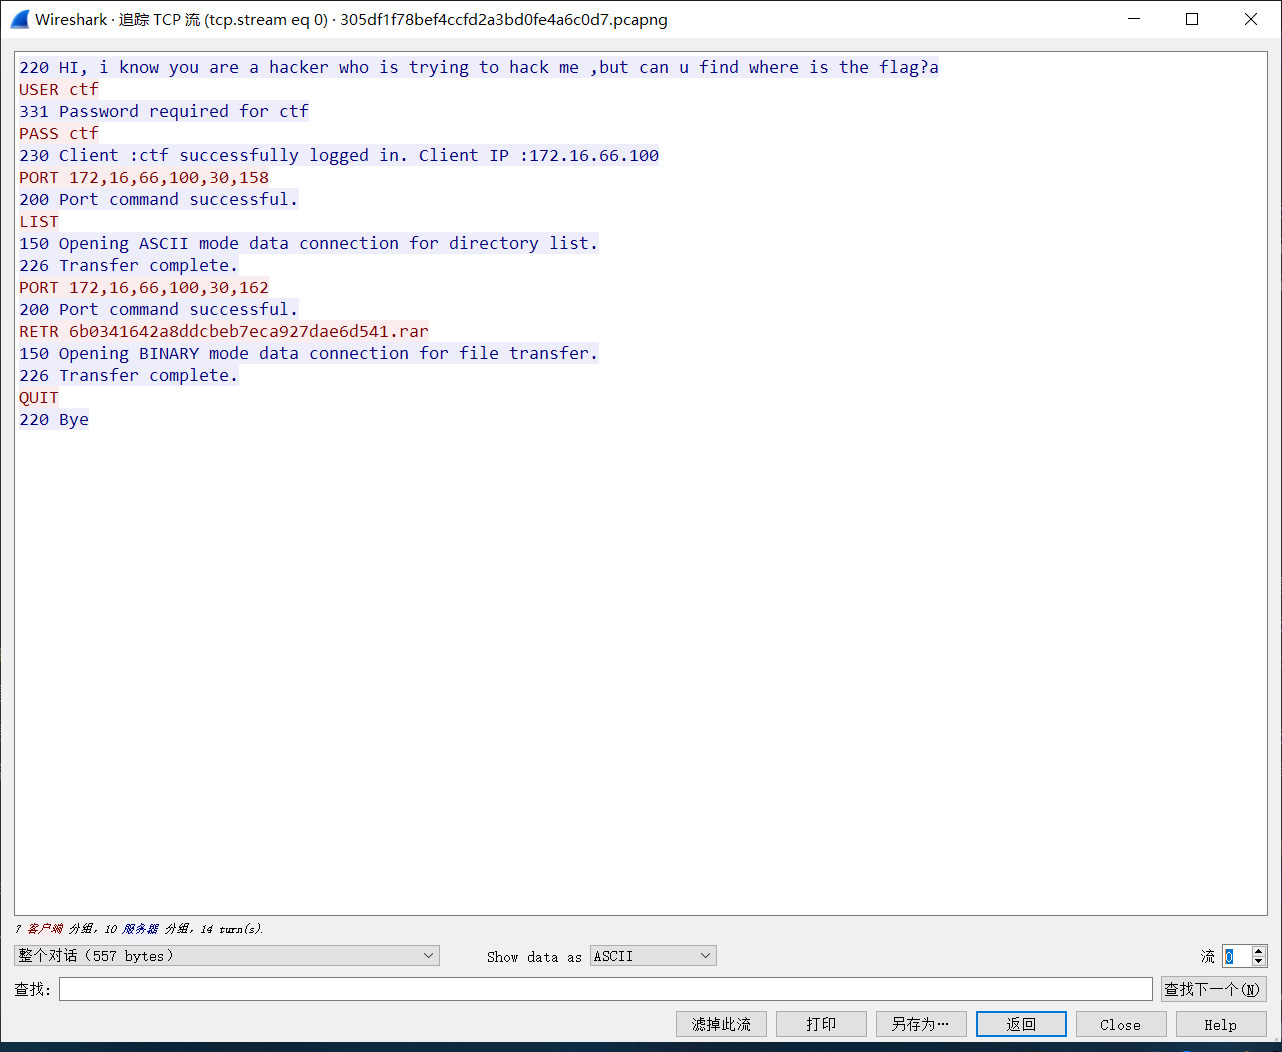 Wireshark · 追踪 TCP 流 (tcp.stream eq 0) · 305df1f78bef4ccfd2a3bd0fe4a6c0d7.pcapng
220 HI, i know you are a hacker who is trying to hack me ,but can u find where is the flag?a
USER ctf
331 Password required for ctf
PASS ctf
230 Client :ctf successfully logged in. Client IP :172.16.66.100
PORT 172,16,66,100,30,158
200 Port command successful.
LIST
150 Opening ASCII mode data connection for directory list.
226 Transfer complete.
PORT 172,16,66,100,30,162
200 Port command successful.
RETR 6b0341642a8ddcbeb7eca927dae6d541.rar
150 Opening BINARY mode data connection for file transfer.
226 Transfer complete.
QUIT
220 Bye
7 客户端 分组, 10 服务器 分组, 14 turn(s).
整个对话 (557 bytes) Show data as ASCII 流 0
查找: 查找下一个(N)
滤掉此流 打印 另存为… 返回 Close Help